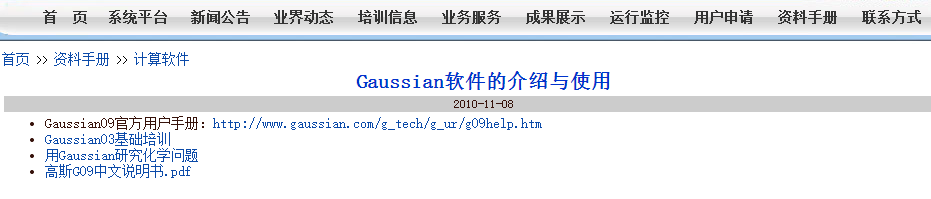 首 页 系统平台 新闻公告 业界动态 培训信息 业务服务 成果展示 运行监控 用户申请 资料手册 联系方式
首页 >> 资料手册 >> 计算软件
Gaussian软件的介绍与使用
2010-11-08
• Gaussian09官方用户手册：http://www.gaussian.com/g_tech/g_ur/g09help.htm
• Gaussian03基础培训
• 用Gaussian研究化学问题
• 高斯G09中文说明书.pdf